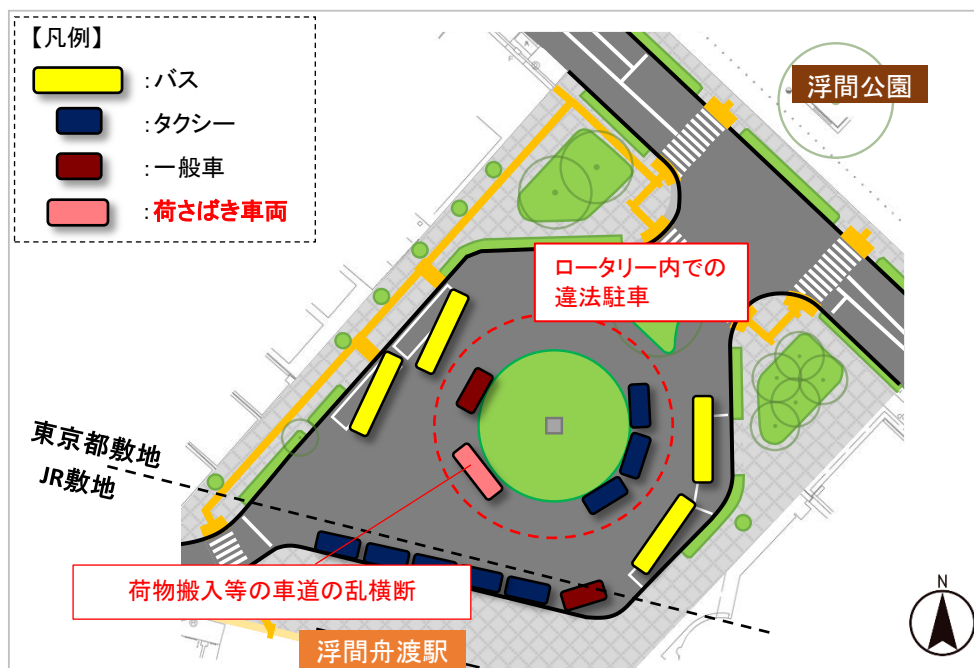 【凡例】
：バス
：タクシー
：一般車
：荷さばき車両
浮間公園
ロータリー内での
違法駐車
東京都敷地
JR敷地
荷物搬入等の車道の乱横断
浮間舟渡駅
N